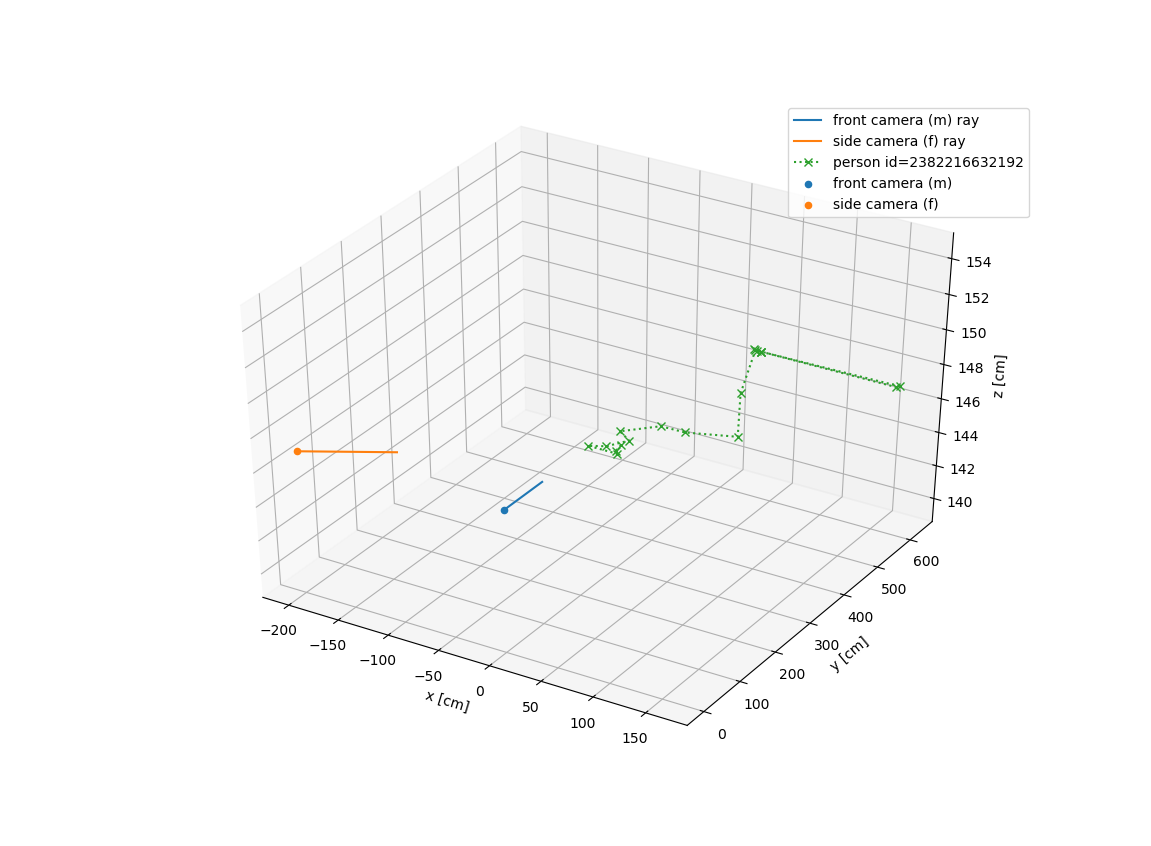 front camera (m) ray
side camera (f) ray
person id=2382216632192
front camera (m)
side camera (f)
154
152
150
148
146
144
142
140
z [cm]
600
500
400
300
200
100
0
y [cm]
−200
−150
−100
−50
0
50
100
150
x [cm]